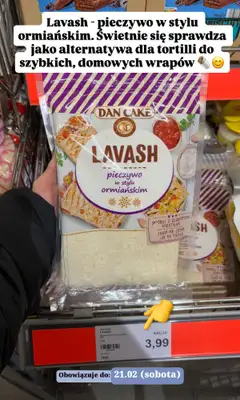 Lavash - pieczywo w stylu
ormiańskim. Świetnie się sprawdza
jako alternatywa dla tortilli do
szybkich, domowych wrapów 🌯😋
DAN CAKE
LAVASH
pieczywo
w stylu
ormiańskim
3,99
Obowiązuje do: 21.02 (sobota)